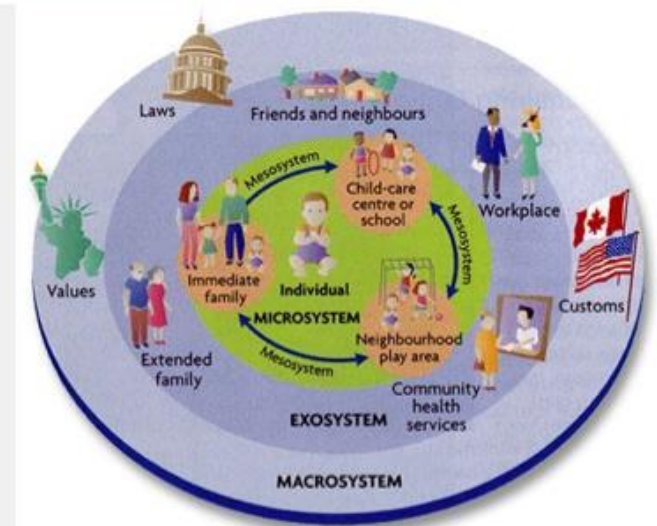 Laws
Friends and neighbours
Mesosystem
Child-care
centre or
school
Workplace
Mesosystem
Values
Immediate
family
Individual
MICROSYSTEM
Customs
Neighbourhood
play area
Mesosystem
Extended
family
Community
health
services
EXOSYSTEM
MACROSYSTEM